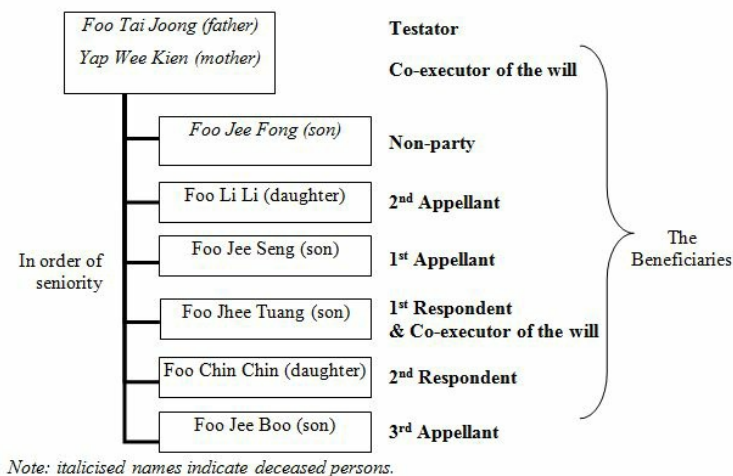 Foo Tai Joong (father) Testator
Yap Wee Kien (mother) Co-executor of the will
Foo Jee Fong (son) Non-party
Foo Li Li (daughter) 2nd Appellant
Foo Jee Seng (son) 1st Appellant
In order of
seniority
The
Beneficiaries
Foo Jhee Tuang (son) 1st Respondent
& Co-executor of the will
Foo Chin Chin (daughter) 2nd Respondent
Foo Jee Boo (son) 3rd Appellant
Note: italicised names indicate deceased persons.